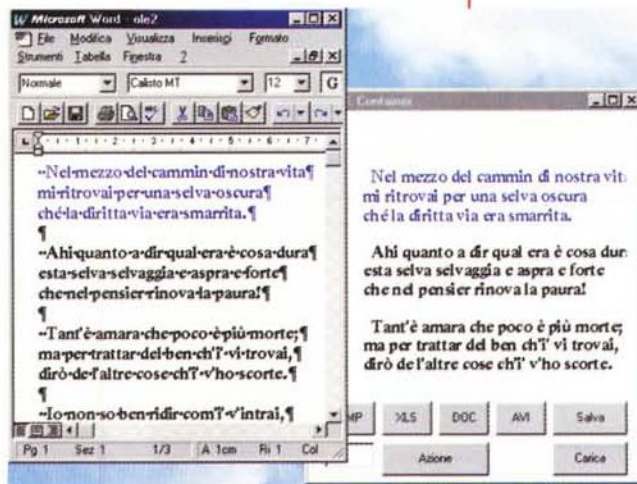 Microsoft Word - ole2
File Modifica Visualizza Inserisci Formato
Strumenti Tabella Finestra ?
Normale Calisto MT 12 G
1 2 3 4 5 6 7
··Nel·mezzo·del·cammin·di·nostra·vita¶
mi·ritrovai·per·una·selva·oscura¶
ché·la·diritta·via·era·smarrita.¶
¶
··Ahi·quanto·a·dir·qual·era·è·cosa·dura¶
esta·selva·selvaggia·e·aspra·e·forte¶
che·nel·pensier·rinova·la·paura!¶
¶
··Tant'è·amara·che·poco·è·più·morte;¶
ma·per·trattar·del·ben·ch'i'·vi·trovai,¶
dirò·de·l'altre·cose·ch'i'·v'ho·scorte.¶
¶
··Io·non·so·ben·ridir·com'i'·v'intrai,¶
Pg 1 Sez 1 1/3 A 1cm Ri 1 Col
Container
Nel mezzo del cammin di nostra vit
mi ritrovai per una selva oscura
ché la diritta via era smarrita.
Ahi quanto a dir qual era è cosa dur
esta selva selvaggia e aspra e forte
che nel pensier rinova la paura!
Tant'è amara che poco è più morte;
ma per trattar del ben ch'i' vi trovai,
dirò de l'altre cose ch'i' v'ho scorte.
MP XLS DOC AVI Salva
Azione Carica